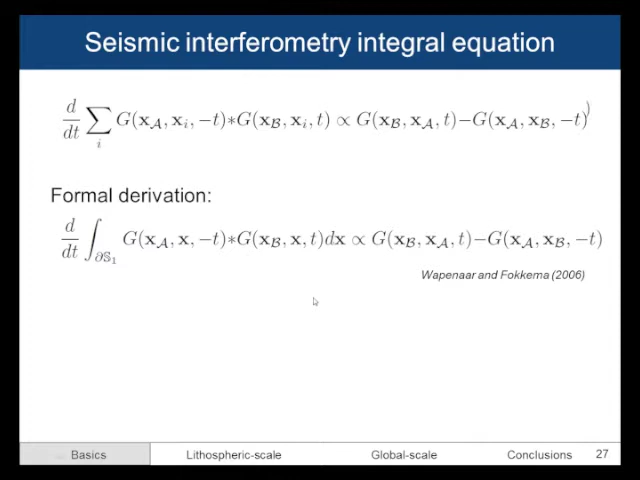 Seismic interferometry integral equation
d/dt ∑_i G(x_A, x_i, −t)∗G(x_B, x_i, t) ∝ G(x_B, x_A, t)−G(x_A, x_B, −t))
Formal derivation:
d/dt ∫_{∂𝕊_1} G(x_A, x, −t)∗G(x_B, x, t)dx ∝ G(x_B, x_A, t)−G(x_A, x_B, −t)
Wapenaar and Fokkema (2006)
Basics Lithospheric-scale Global-scale Conclusions 27